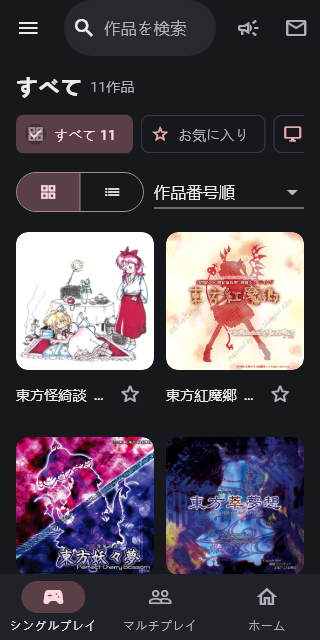 作品を検索
すべて 11作品
すべて 11
お気に入り
作品番号順
東方紅魔郷
東方怪綺談 ...
東方紅魔郷 ...
東方妖々夢
Perfect Cherry Blossom
東方萃夢想
シングルプレイ
マルチプレイ
ホーム